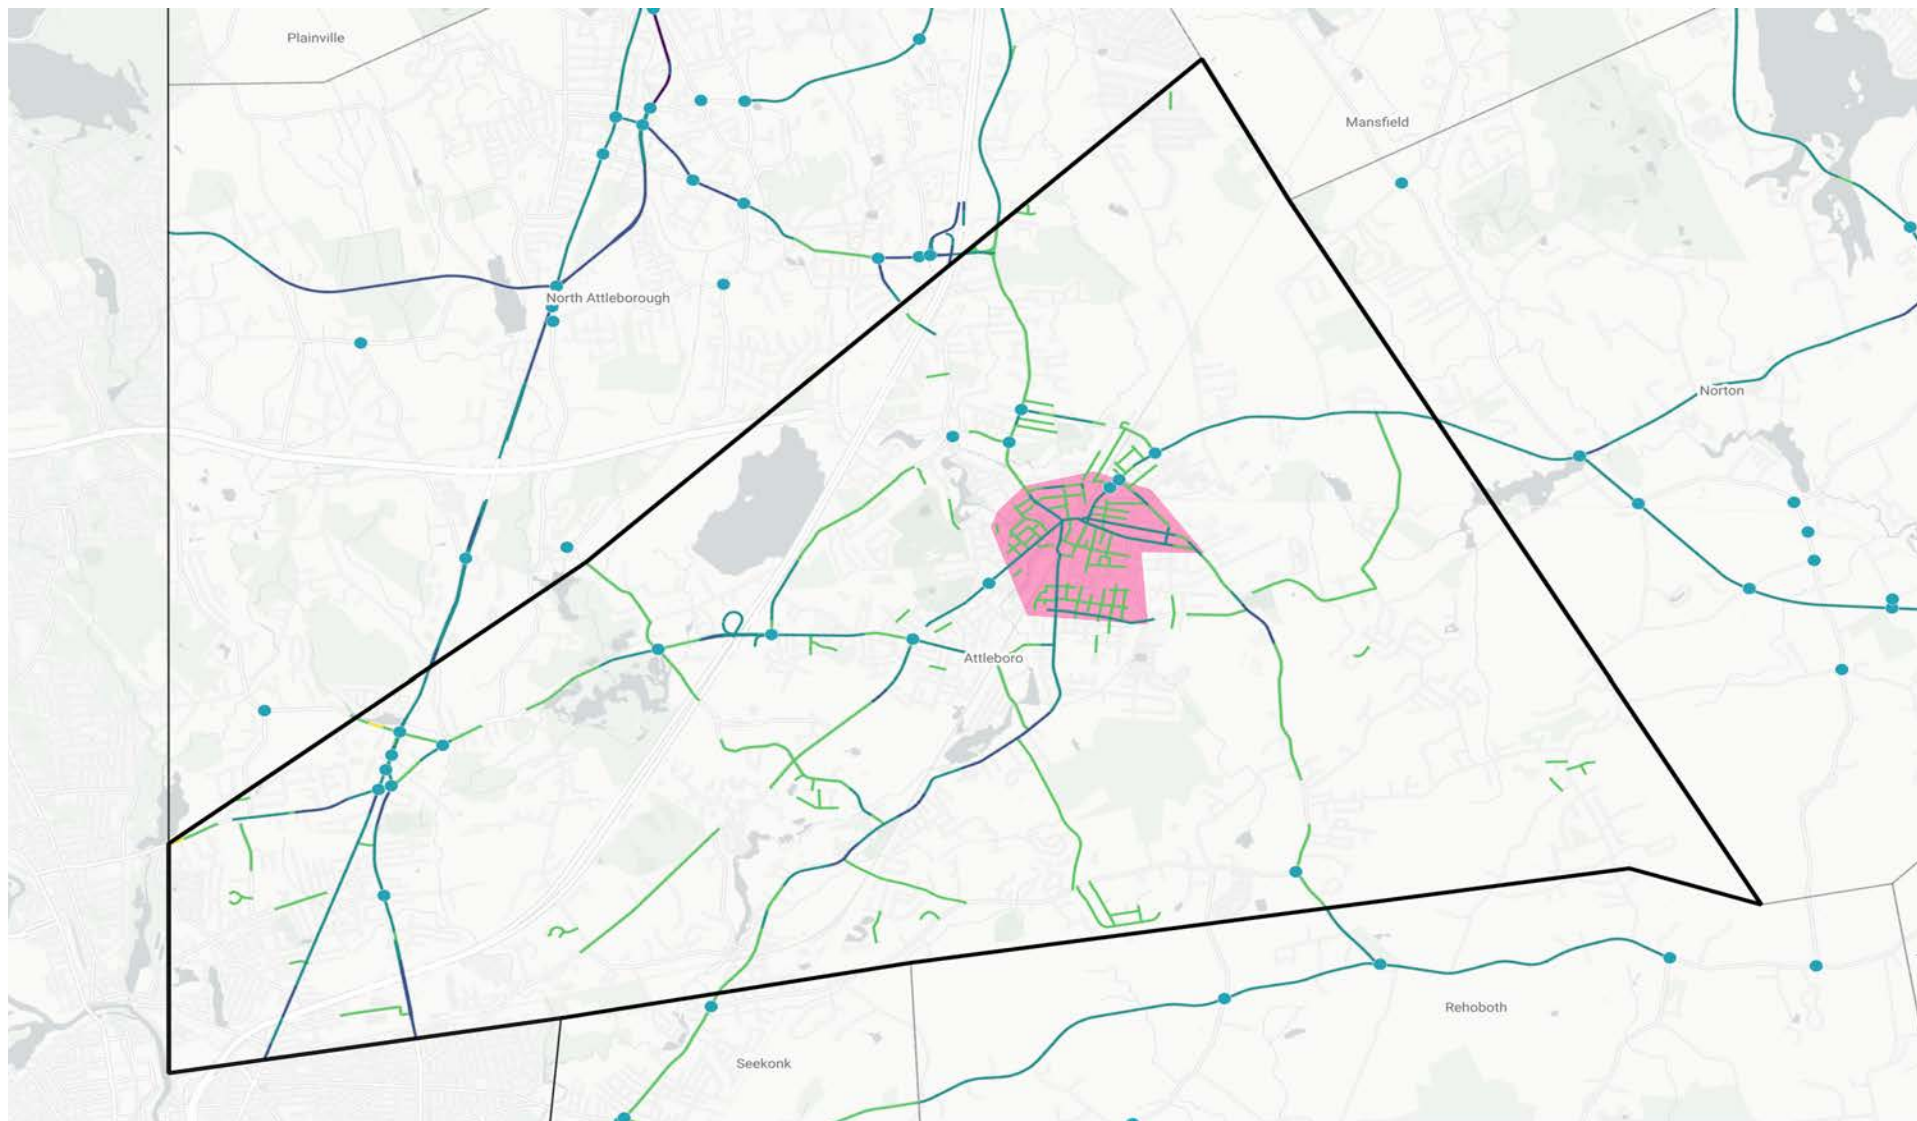 Plainville
Mansfield
North Attleborough
Norton
Attleboro
Rehoboth
Seekonk